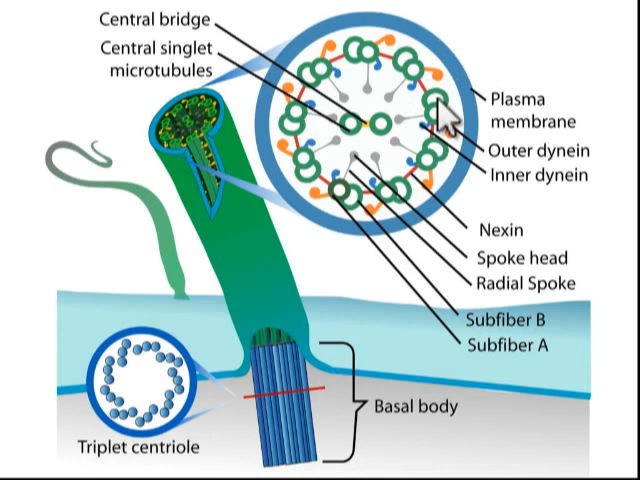 Central bridge
Central singlet
microtubules
Plasma
membrane
Outer dynein
Inner dynein
Nexin
Spoke head
Radial Spoke
Subfiber B
Subfiber A
Basal body
Triplet centriole